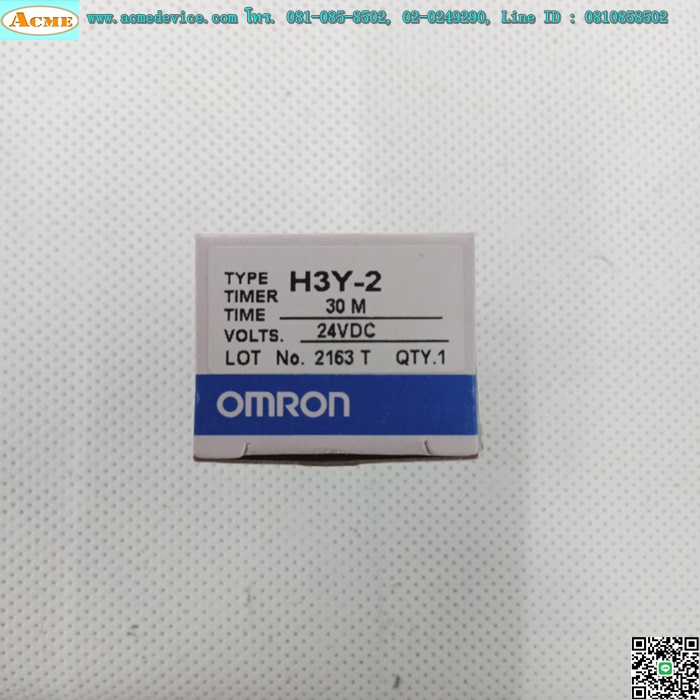 ACME www.acmedevice.com โทร. 081-085-8502, 02-0249290, Line ID : 0810858502
TYPE H3Y-2
TIMER
TIME 30 M
VOLTS. 24VDC
LOT No. 2163 T QTY.1
OMRON
LINE